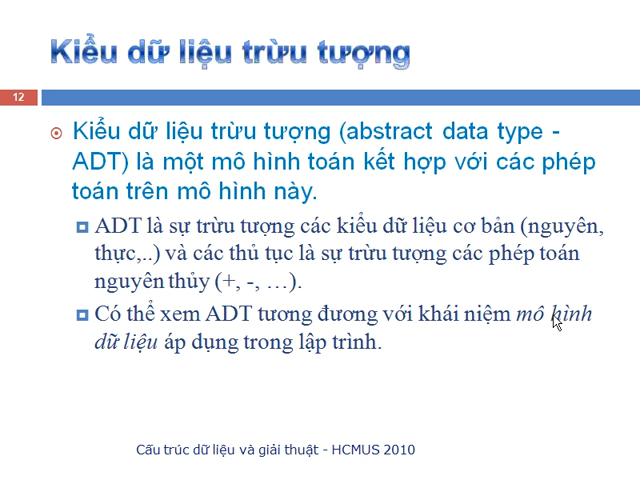 Kiểu dữ liệu trừu tượng
12
Kiểu dữ liệu trừu tượng (abstract data type -
ADT) là một mô hình toán kết hợp với các phép
toán trên mô hình này.
ADT là sự trừu tượng các kiểu dữ liệu cơ bản (nguyên,
thực,..) và các thủ tục là sự trừu tượng các phép toán
nguyên thủy (+, -, …).
Có thể xem ADT tương đương với khái niệm mô hình
dữ liệu áp dụng trong lập trình.
Cấu trúc dữ liệu và giải thuật - HCMUS 2010